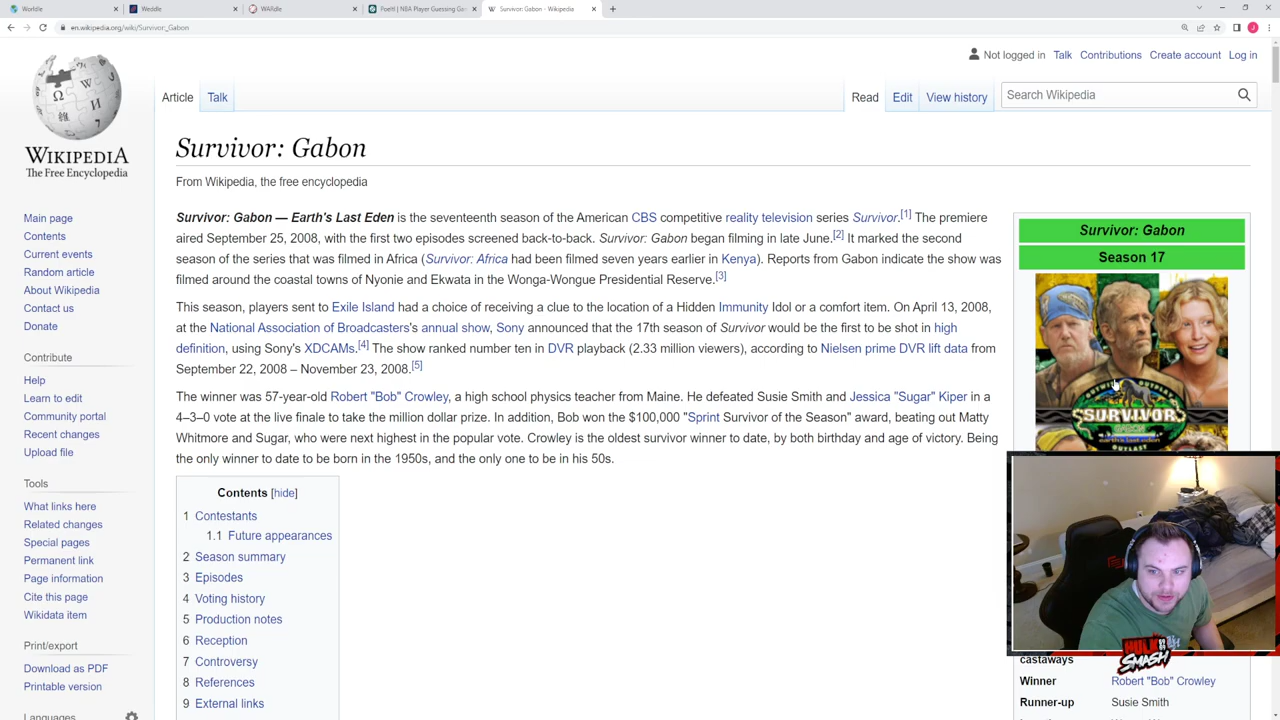 Worldle
Weddle
WARdle
Poeltl | NBA Player Guessing Ga
Survivor: Gabon - Wikipedia
en.wikipedia.org/wiki/Survivor:_Gabon
Not logged in Talk Contributions Create account Log in
WIKIPEDIA
The Free Encyclopedia
Article Talk Read Edit View history Search Wikipedia
Main page
Contents
Current events
Random article
About Wikipedia
Contact us
Donate
Contribute
Help
Learn to edit
Community portal
Recent changes
Upload file
Tools
What links here
Related changes
Special pages
Permanent link
Page information
Cite this page
Wikidata item
Print/export
Download as PDF
Printable version
Languages
Survivor: Gabon
From Wikipedia, the free encyclopedia
Survivor: Gabon — Earth's Last Eden is the seventeenth season of the American CBS competitive reality television series Survivor.[1] The premiere
aired September 25, 2008, with the first two episodes screened back-to-back. Survivor: Gabon began filming in late June.[2] It marked the second
season of the series that was filmed in Africa (Survivor: Africa had been filmed seven years earlier in Kenya). Reports from Gabon indicate the show was
filmed around the coastal towns of Nyonie and Ekwata in the Wonga-Wongue Presidential Reserve.[3]
This season, players sent to Exile Island had a choice of receiving a clue to the location of a Hidden Immunity Idol or a comfort item. On April 13, 2008,
at the National Association of Broadcasters's annual show, Sony announced that the 17th season of Survivor would be the first to be shot in high
definition, using Sony's XDCAMs.[4] The show ranked number ten in DVR playback (2.33 million viewers), according to Nielsen prime DVR lift data from
September 22, 2008 – November 23, 2008.[5]
The winner was 57-year-old Robert "Bob" Crowley, a high school physics teacher from Maine. He defeated Susie Smith and Jessica "Sugar" Kiper in a
4–3–0 vote at the live finale to take the million dollar prize. In addition, Bob won the $100,000 "Sprint Survivor of the Season" award, beating out Matty
Whitmore and Sugar, who were next highest in the popular vote. Crowley is the oldest survivor winner to date, by both birthday and age of victory. Being
the only winner to date to be born in the 1950s, and the only one to be in his 50s.
Contents [hide]
1 Contestants
1.1 Future appearances
2 Season summary
3 Episodes
4 Voting history
5 Production notes
6 Reception
7 Controversy
8 References
9 External links
Survivor: Gabon
Season 17
SURVIVOR
GABON
earth's last eden
HULK
SMASH
castaways
Winner Robert "Bob" Crowley
Runner-up Susie Smith